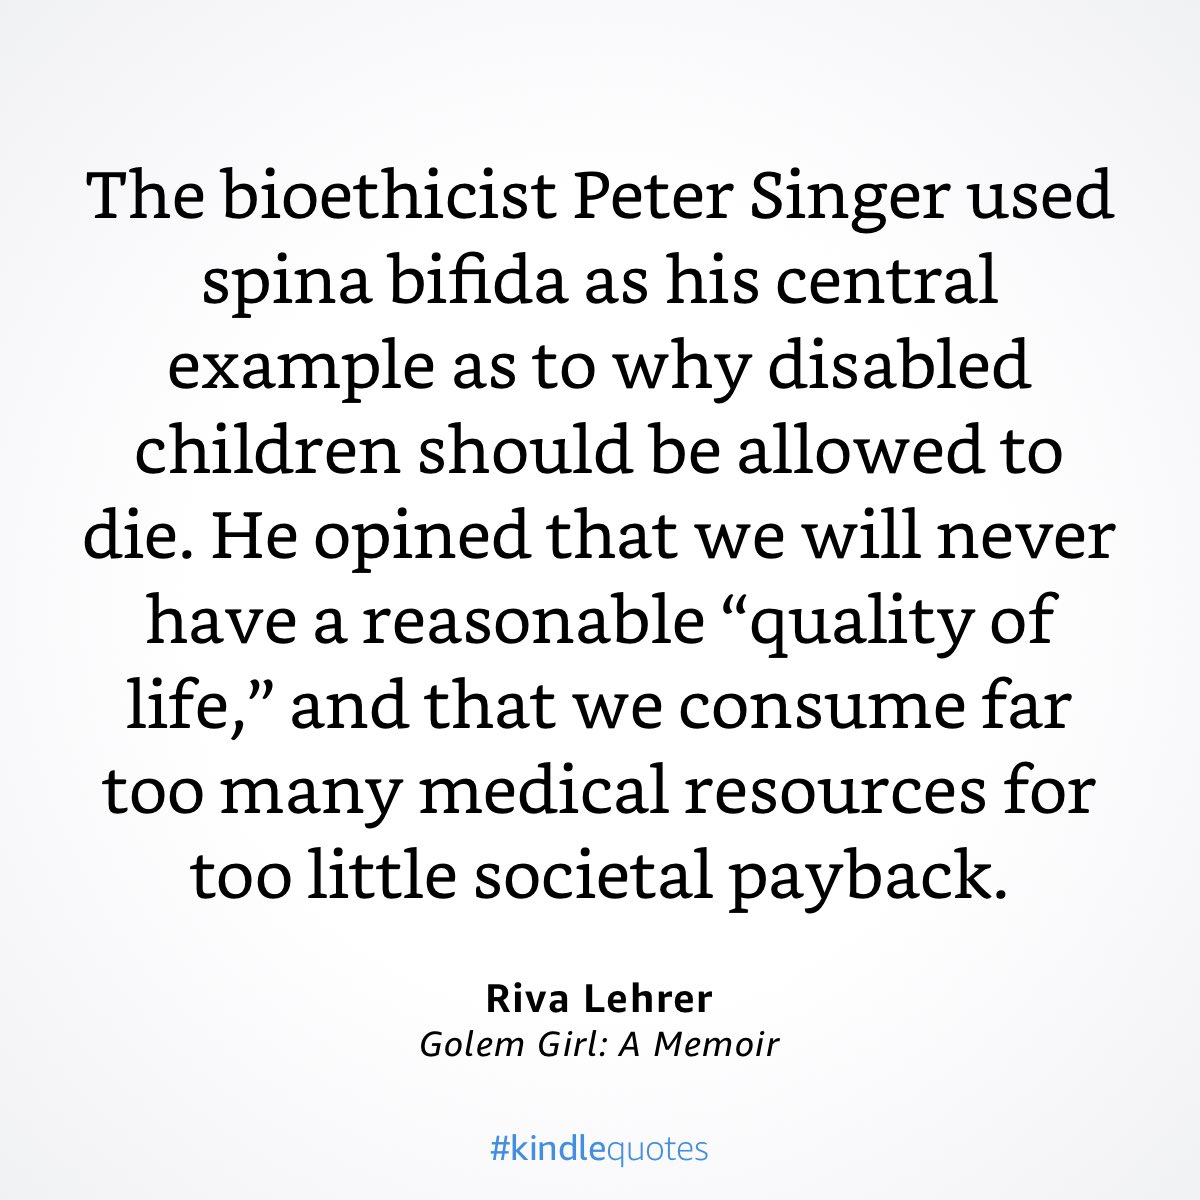 The bioethicist Peter Singer used
spina bifida as his central
example as to why disabled
children should be allowed to
die. He opined that we will never
have a reasonable “quality of
life,” and that we consume far
too many medical resources for
too little societal payback.
Riva Lehrer
Golem Girl: A Memoir
#kindlequotes